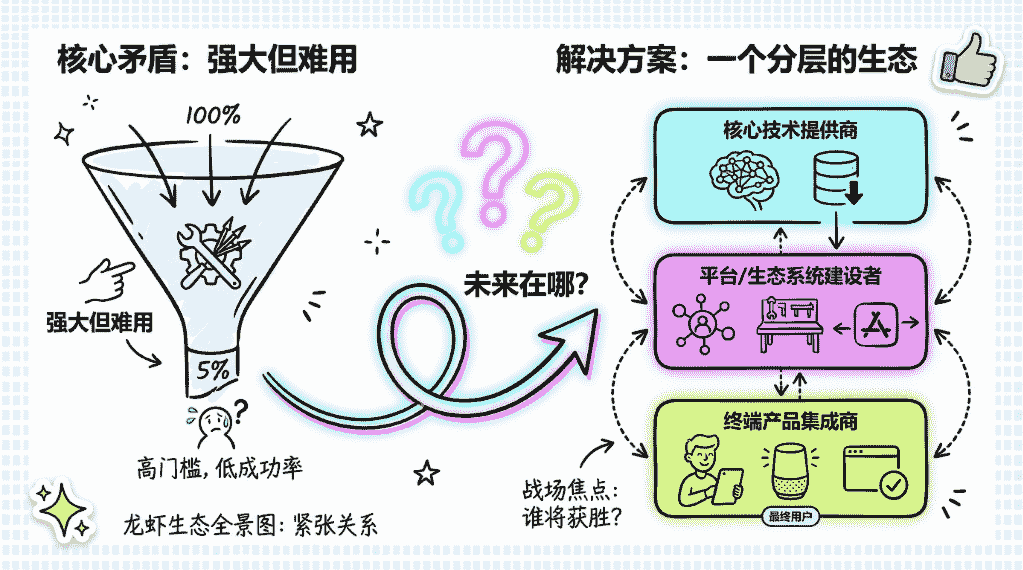 核心矛盾：强大但难用
100%
强大但难用
5%
?
高门槛, 低成功率
龙虾生态全景图: 紧张关系
???
未来在哪?
解决方案：一个分层的生态
核心技术提供商
平台/生态系统建设者
终端产品集成商
最终用户
战场焦点:
谁将获胜?